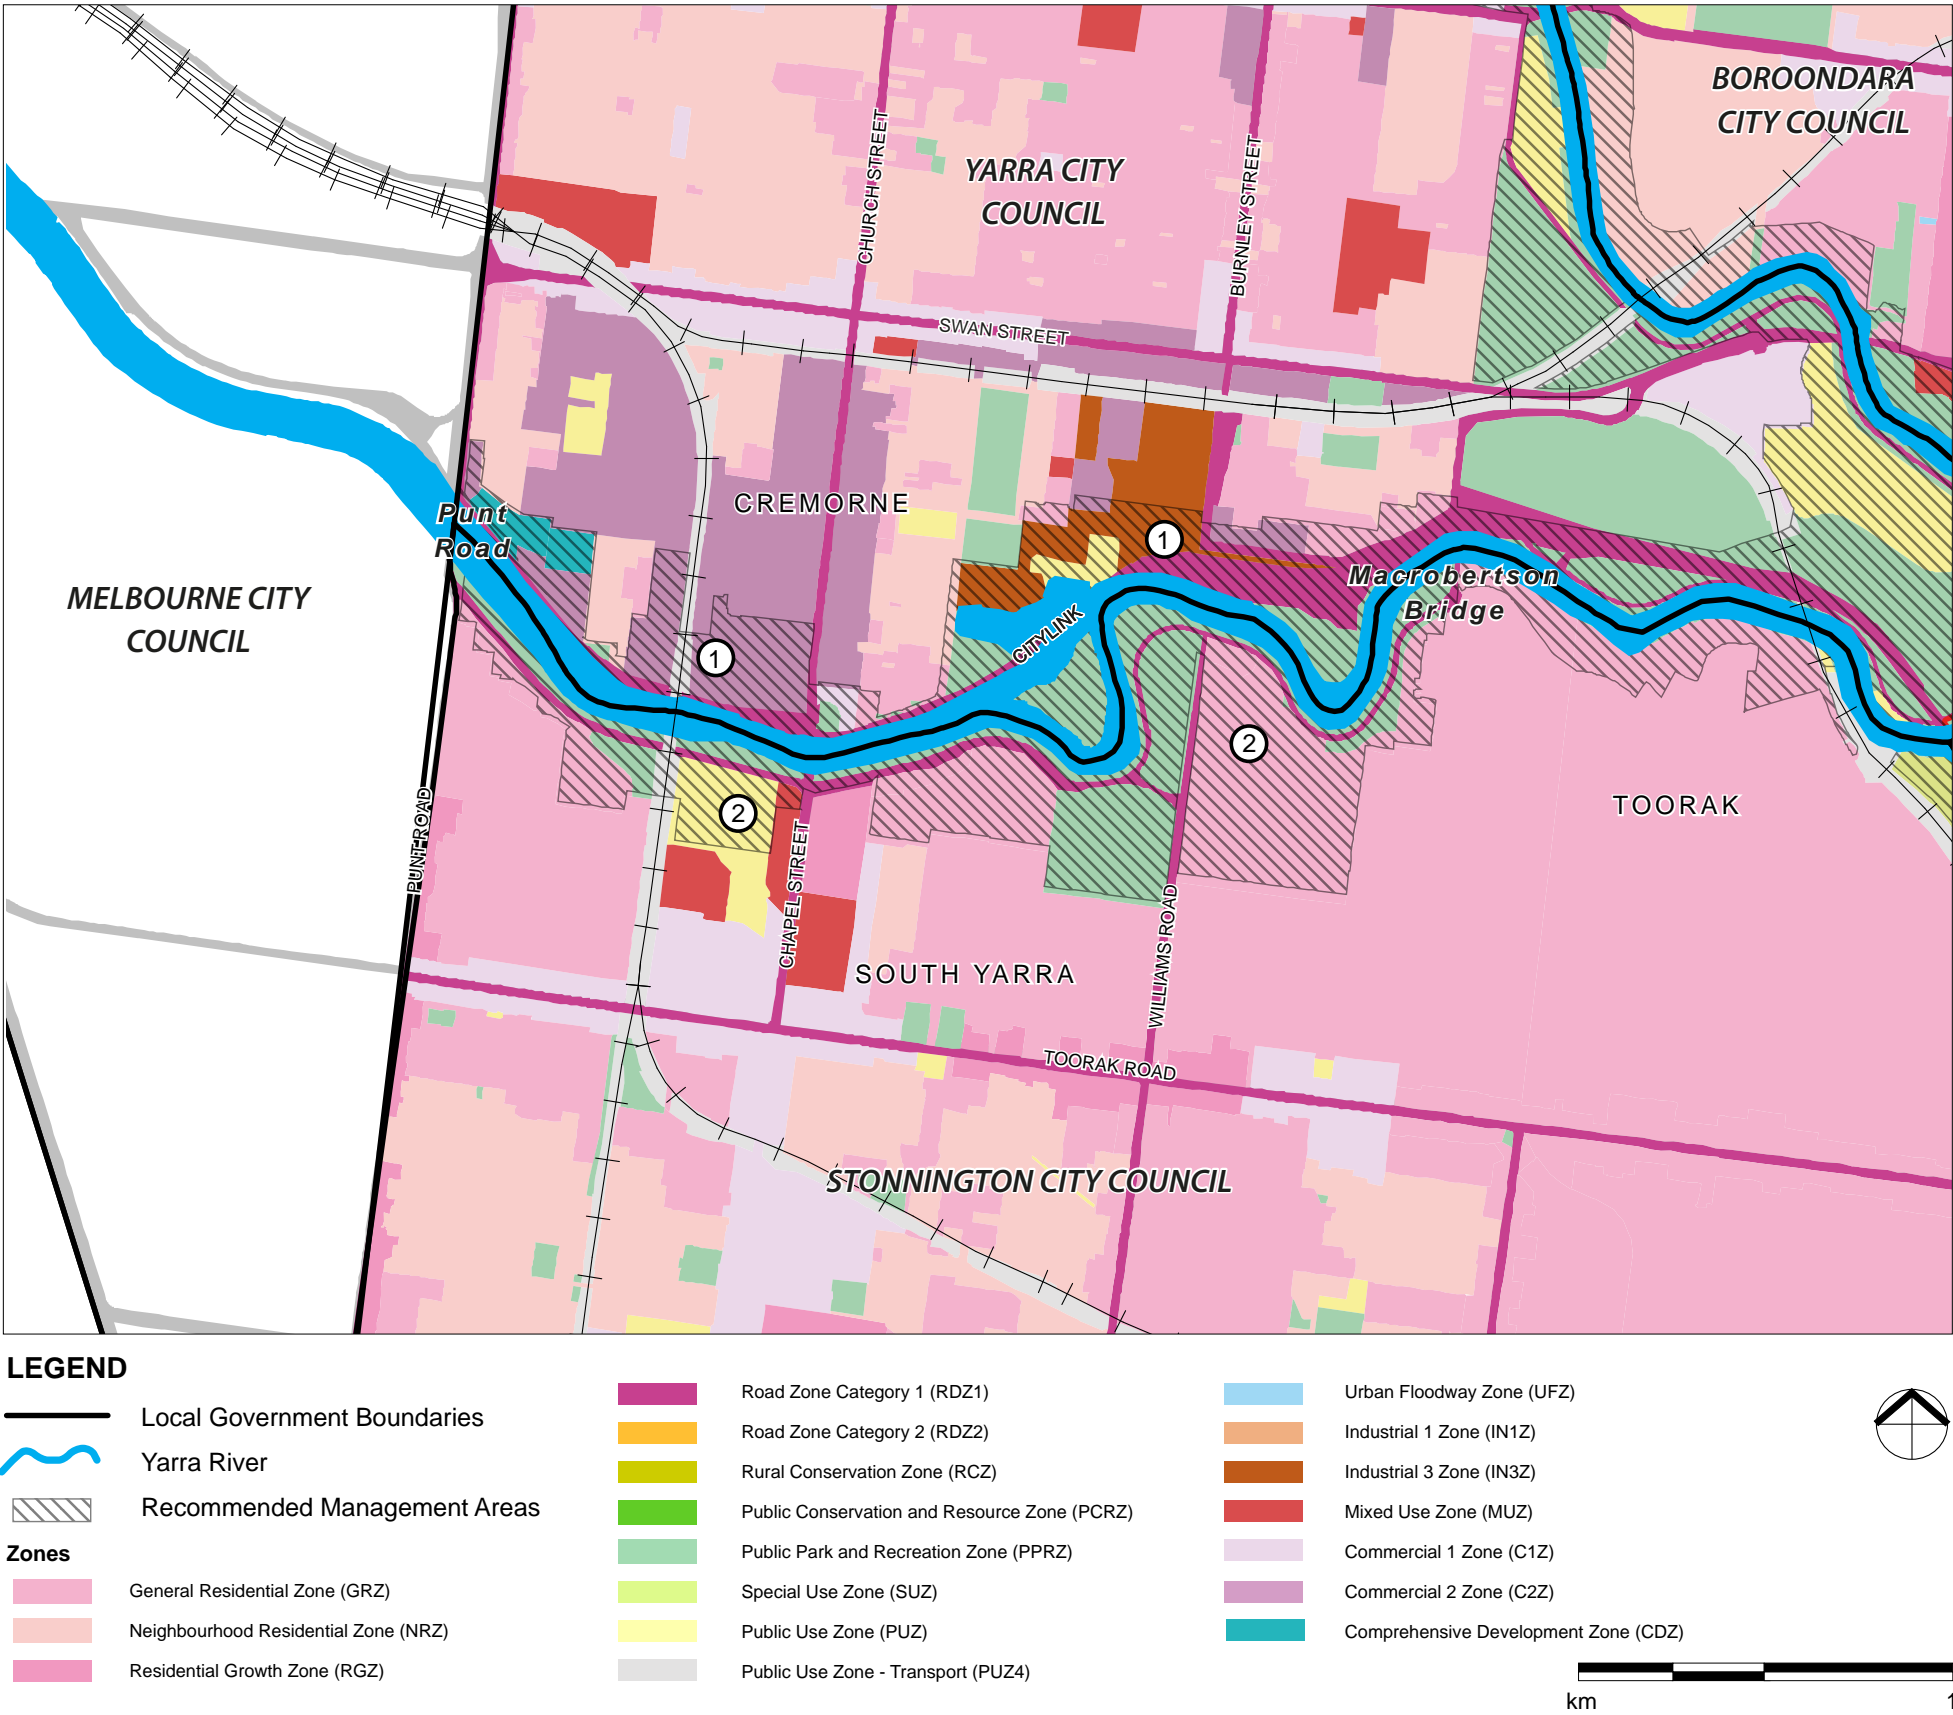 BOROONDARA
CITY COUNCIL
YARRA CITY
COUNCIL
CHURCH STREET
BURNLEY STREET
SWAN STREET
CREMORNE
Punt
Road
1
Macrobertson
Bridge
MELBOURNE CITY
COUNCIL
CITYLINK
1
2
2
TOORAK
PUNT ROAD
CHAPEL STREET
WILLIAMS ROAD
SOUTH YARRA
TOORAK ROAD
STONNINGTON CITY COUNCIL
LEGEND
Local Government Boundaries
Yarra River
Recommended Management Areas
Zones
General Residential Zone (GRZ)
Neighbourhood Residential Zone (NRZ)
Residential Growth Zone (RGZ)
Road Zone Category 1 (RDZ1)
Road Zone Category 2 (RDZ2)
Rural Conservation Zone (RCZ)
Public Conservation and Resource Zone (PCRZ)
Public Park and Recreation Zone (PPRZ)
Special Use Zone (SUZ)
Public Use Zone (PUZ)
Public Use Zone - Transport (PUZ4)
Urban Floodway Zone (UFZ)
Industrial 1 Zone (IN1Z)
Industrial 3 Zone (IN3Z)
Mixed Use Zone (MUZ)
Commercial 1 Zone (C1Z)
Commercial 2 Zone (C2Z)
Comprehensive Development Zone (CDZ)
km 1